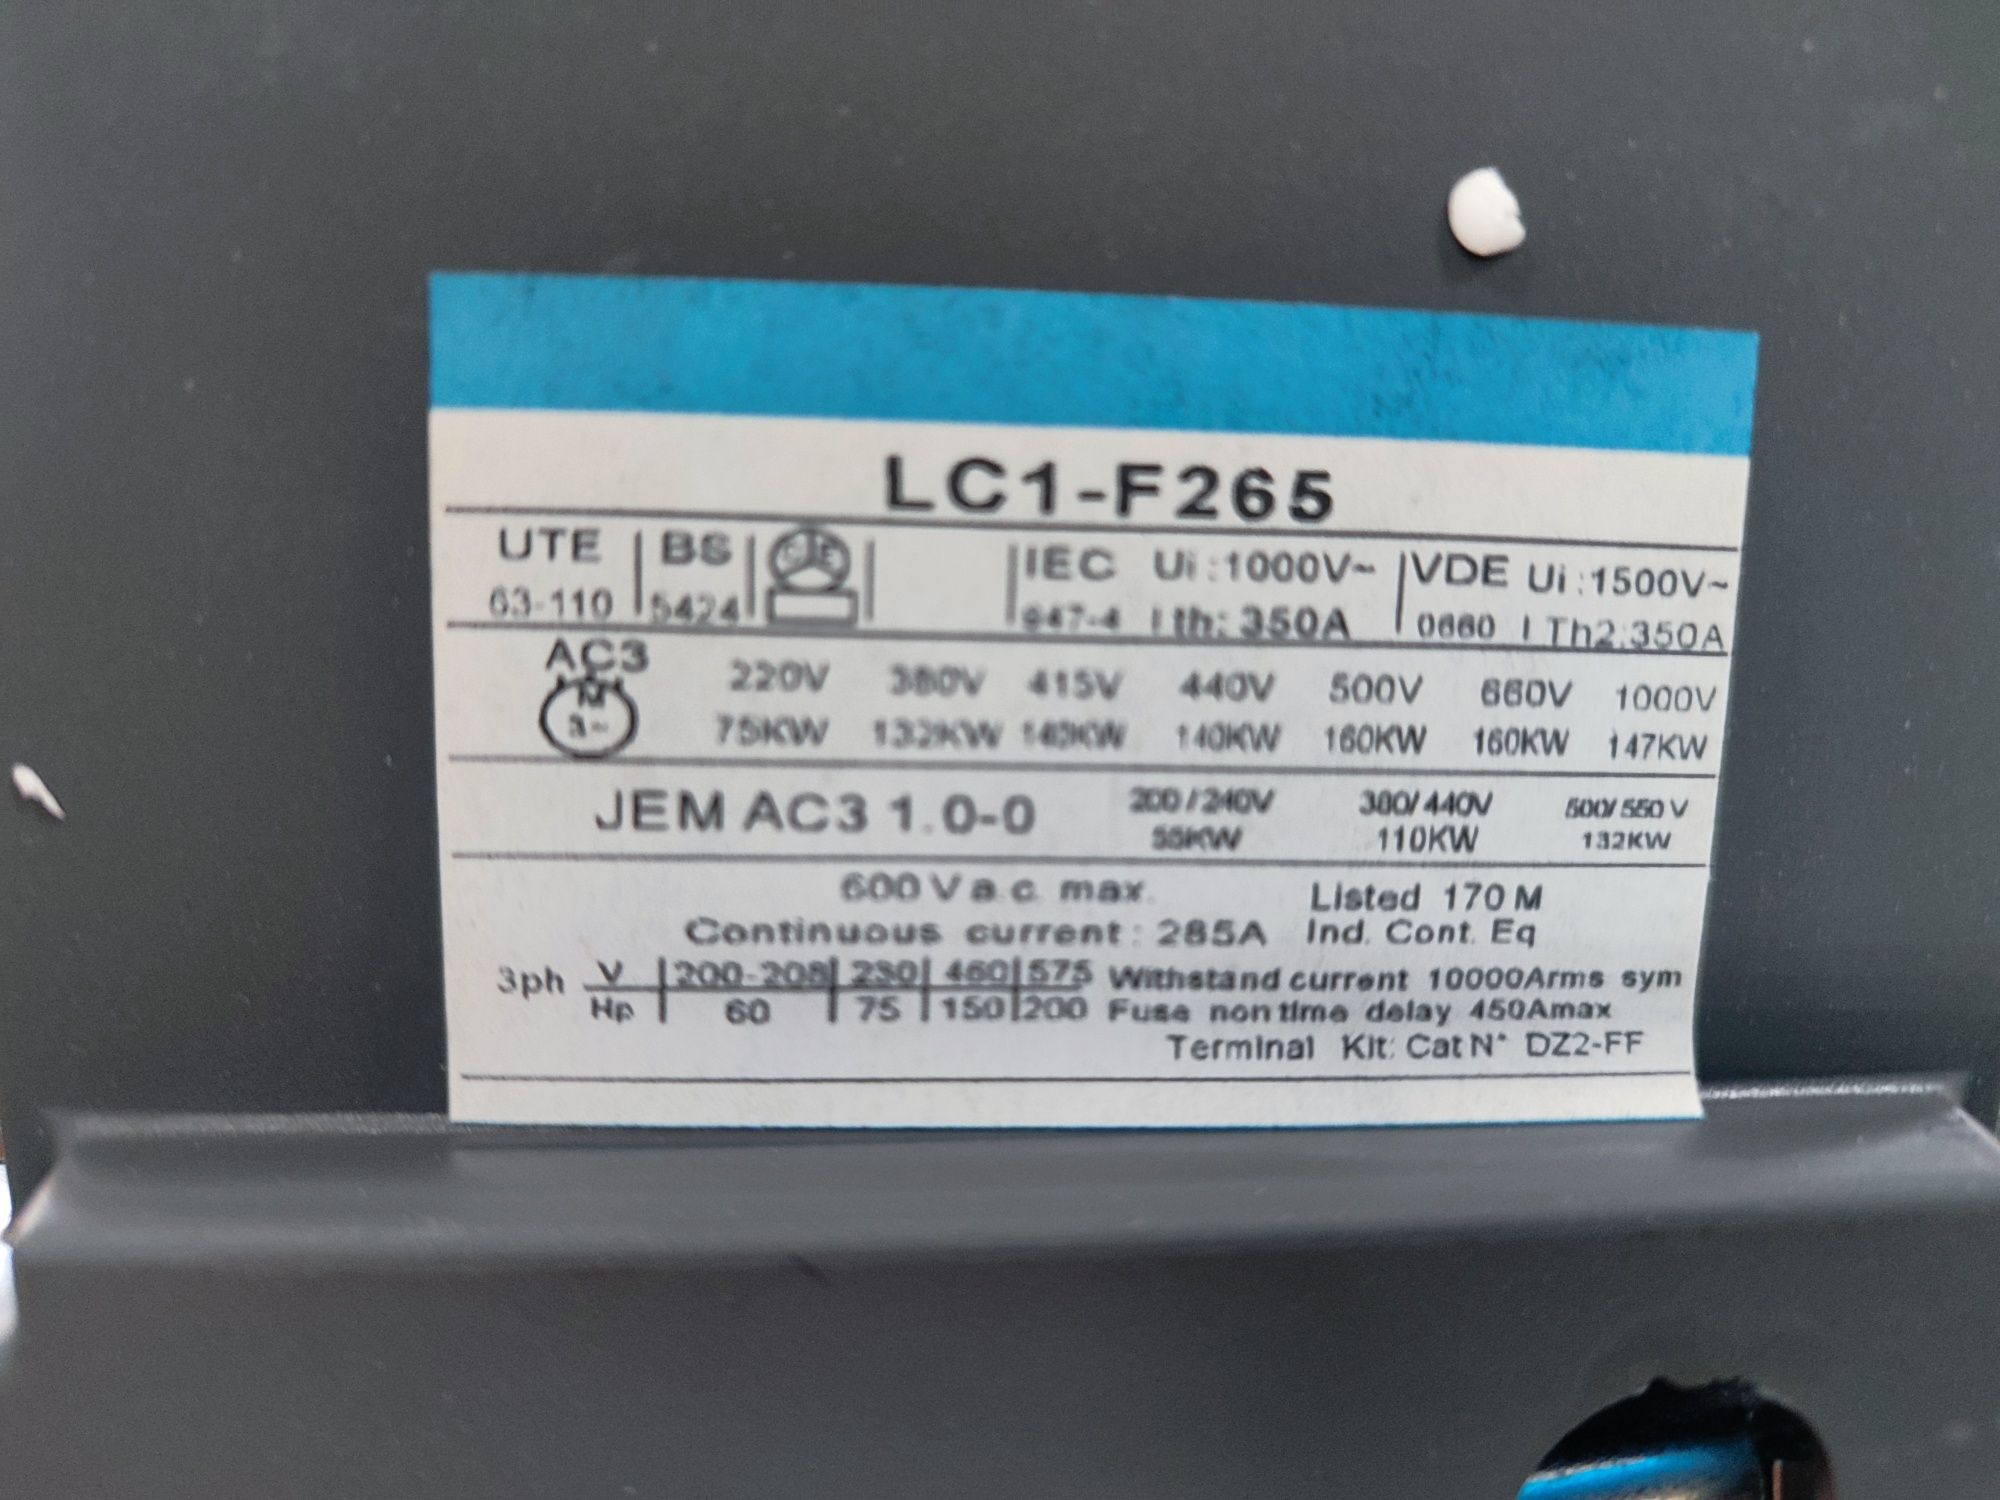 LC1-F265
UTE BS IEC Ui:1000V~ VDE Ui:1500V~
63-110 5424 947-4 Ith: 350A 0660 I Th2:350A
AC3 220V 380V 415V 440V 500V 660V 1000V
M 3~ 75KW 132KW 140KW 160KW 160KW 147KW
JEM AC3 1.0-0 200/240V 380/440V 500/550V
55KW 110KW 132KW
600 V a.c. max. Listed 170 M
Continuous current: 285A Ind. Cont. Eq
3ph V 200-208 230 460 575 Withstand current 10000Arms sym
Hp 60 75 150 200 Fuse non time delay 450Amax
Terminal Kit: Cat N° DZ2-FF